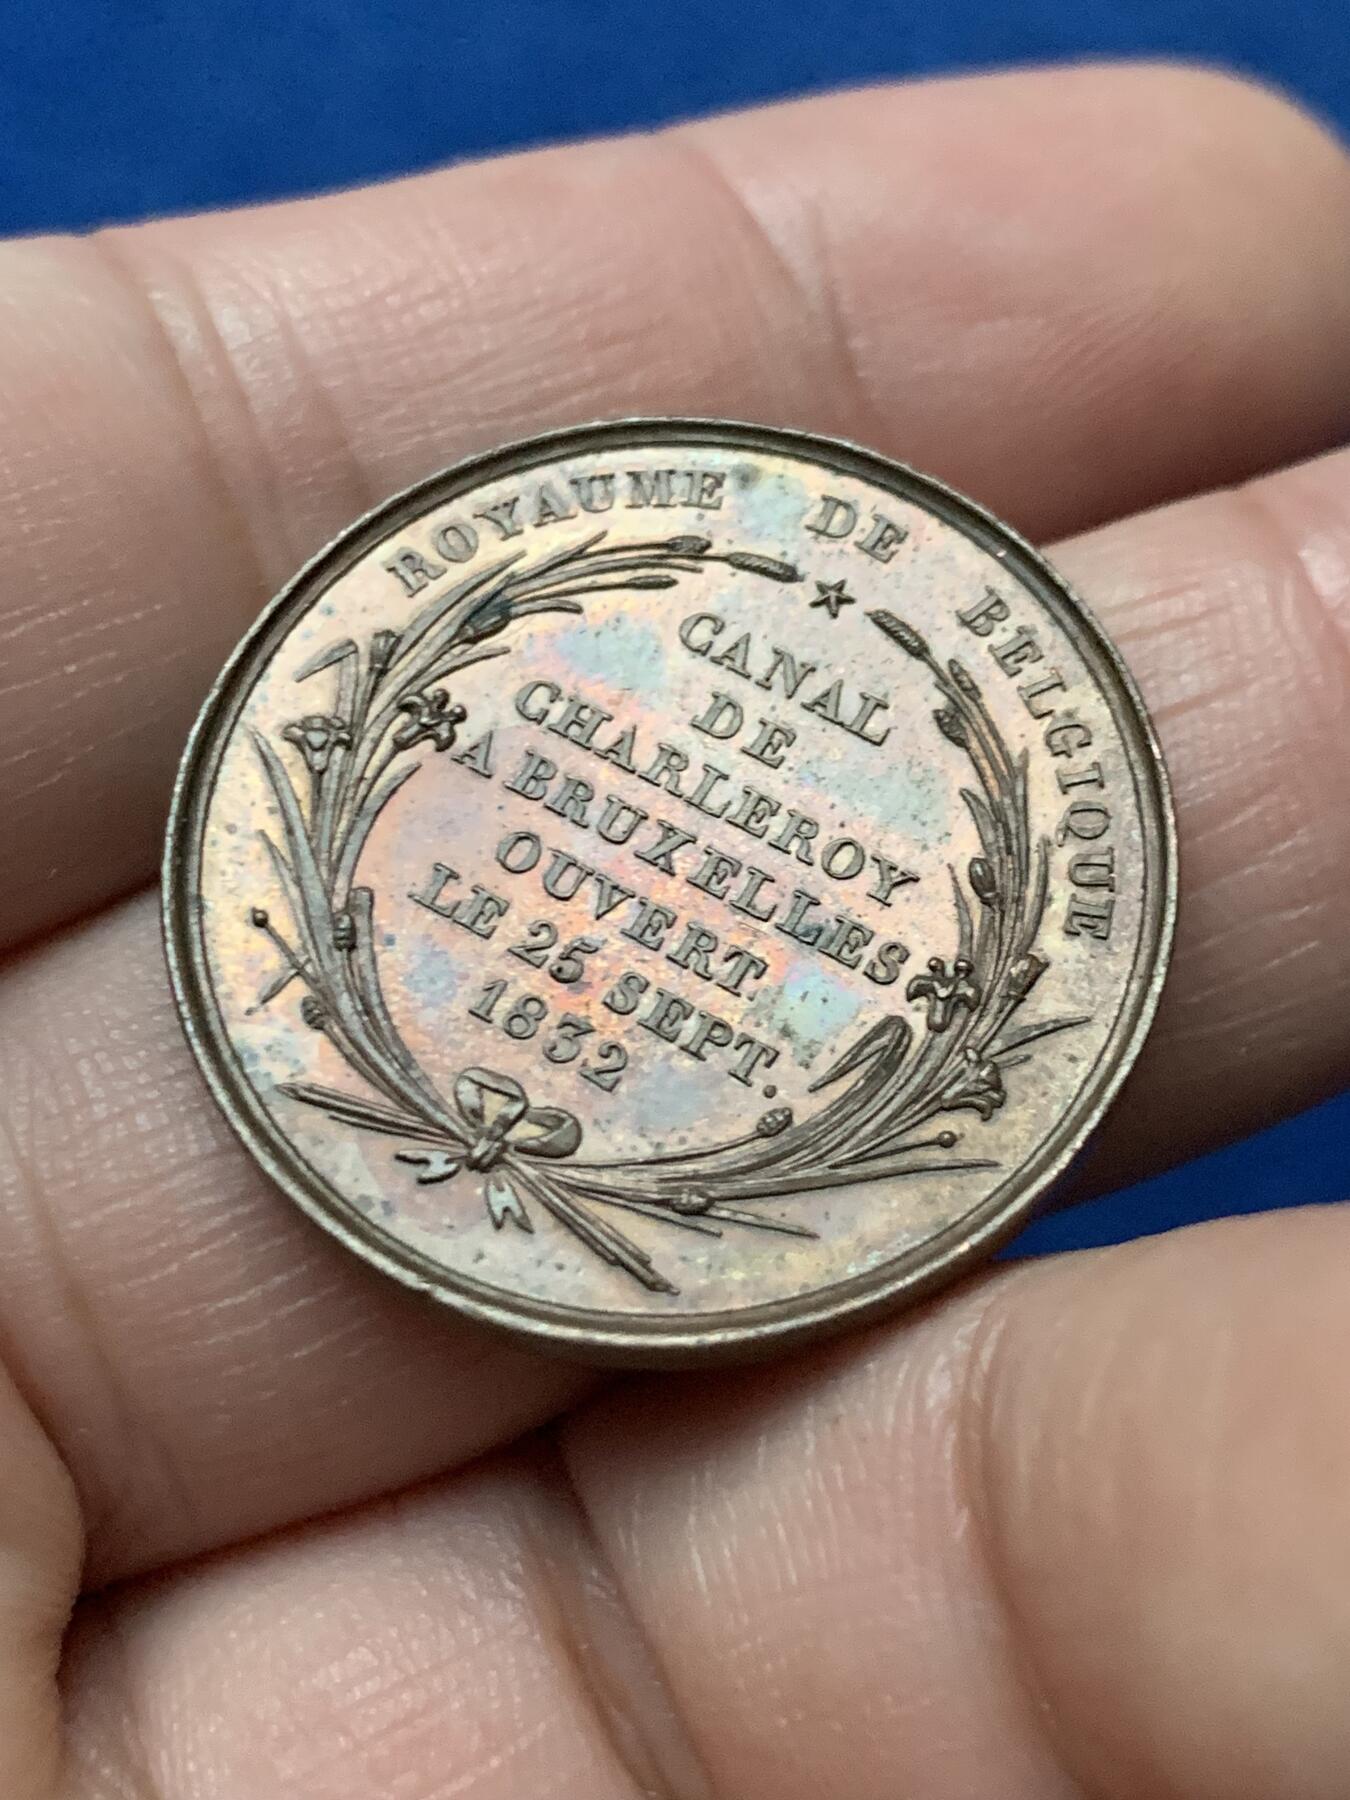 ROYAUME DE BELGIQUE
CANAL
DE
CHARLEROY
A BRUXELLES
OUVERT
LE 25 SEPT.
1832